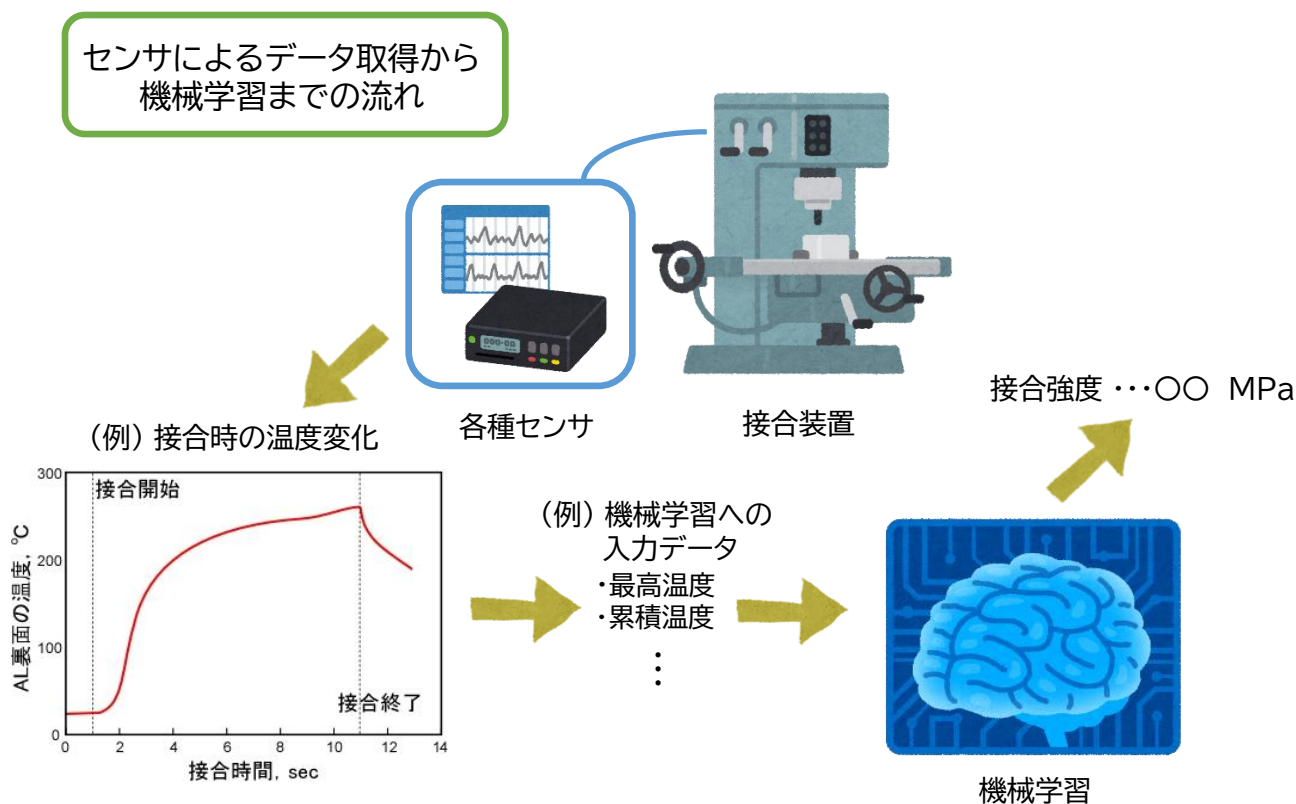 センサによるデータ取得から
機械学習までの流れ
各種センサ
接合装置
(例)接合時の温度変化
300
200
100
0
AL裏面の温度, ℃
接合開始
接合終了
0 2 4 6 8 10 12 14
接合時間, sec
(例)機械学習への
入力データ
・最高温度
・累積温度
⋮
機械学習
接合強度 ・・・〇〇 MPa